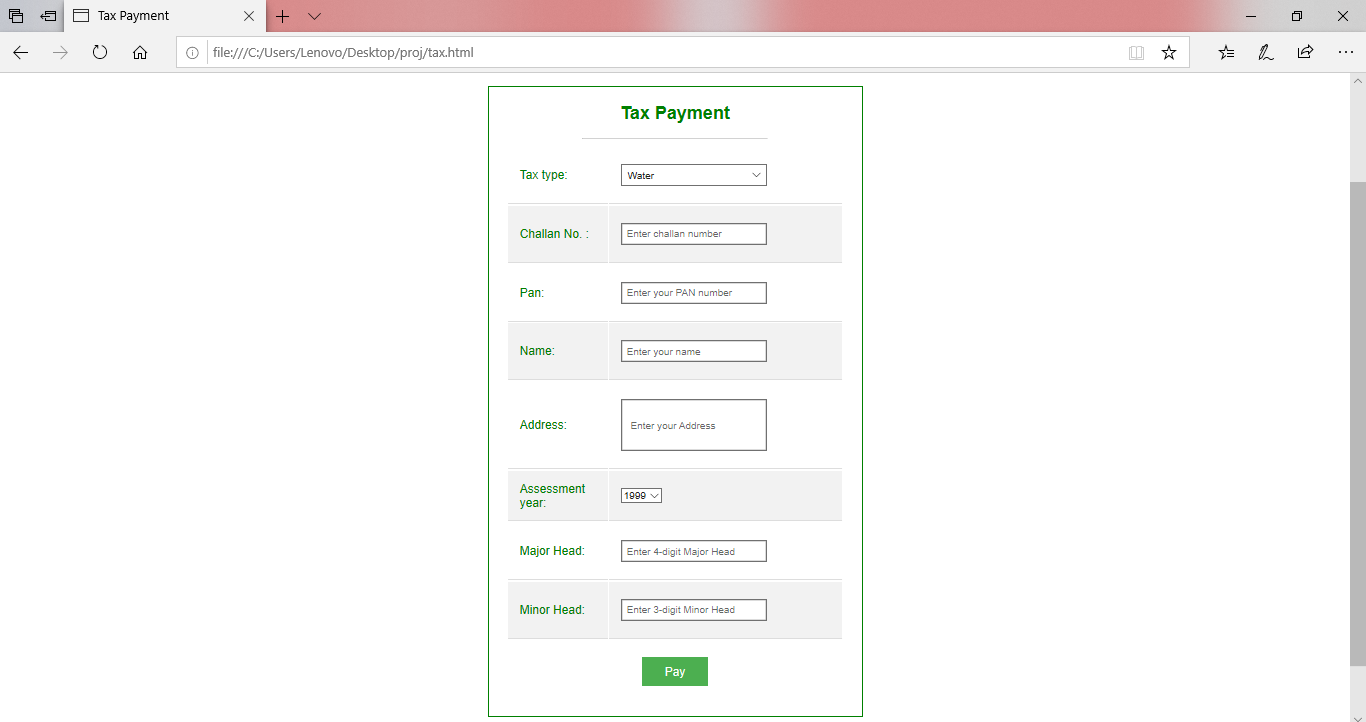 Tax Payment
file:///C:/Users/Lenovo/Desktop/proj/tax.html
Tax Payment
Tax type: Water
Challan No. : Enter challan number
Pan: Enter your PAN number
Name: Enter your name
Address: Enter your Address
Assessment
year: 1999
Major Head: Enter 4-digit Major Head
Minor Head: Enter 3-digit Minor Head
Pay